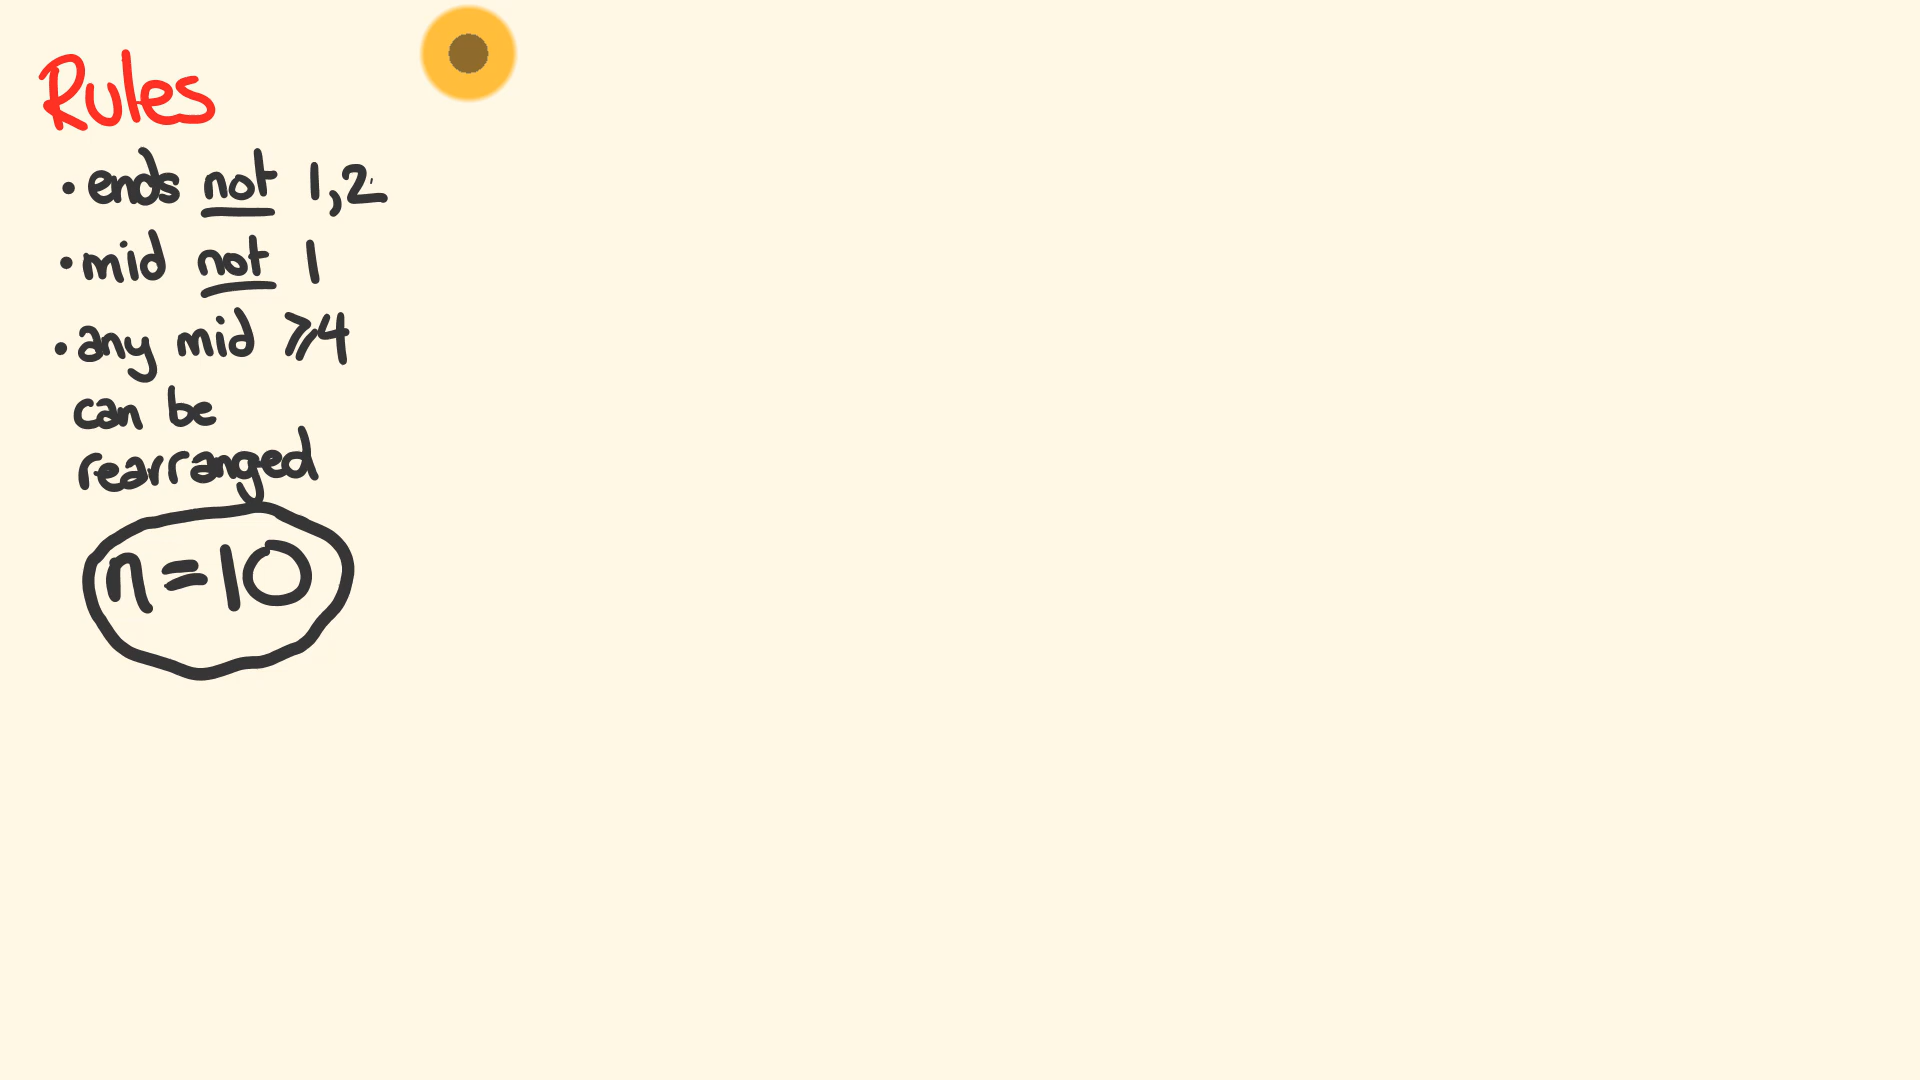 Rules
• ends not 1,2
• mid not 1
• any mid ⩾4
can be
rearranged
n=10